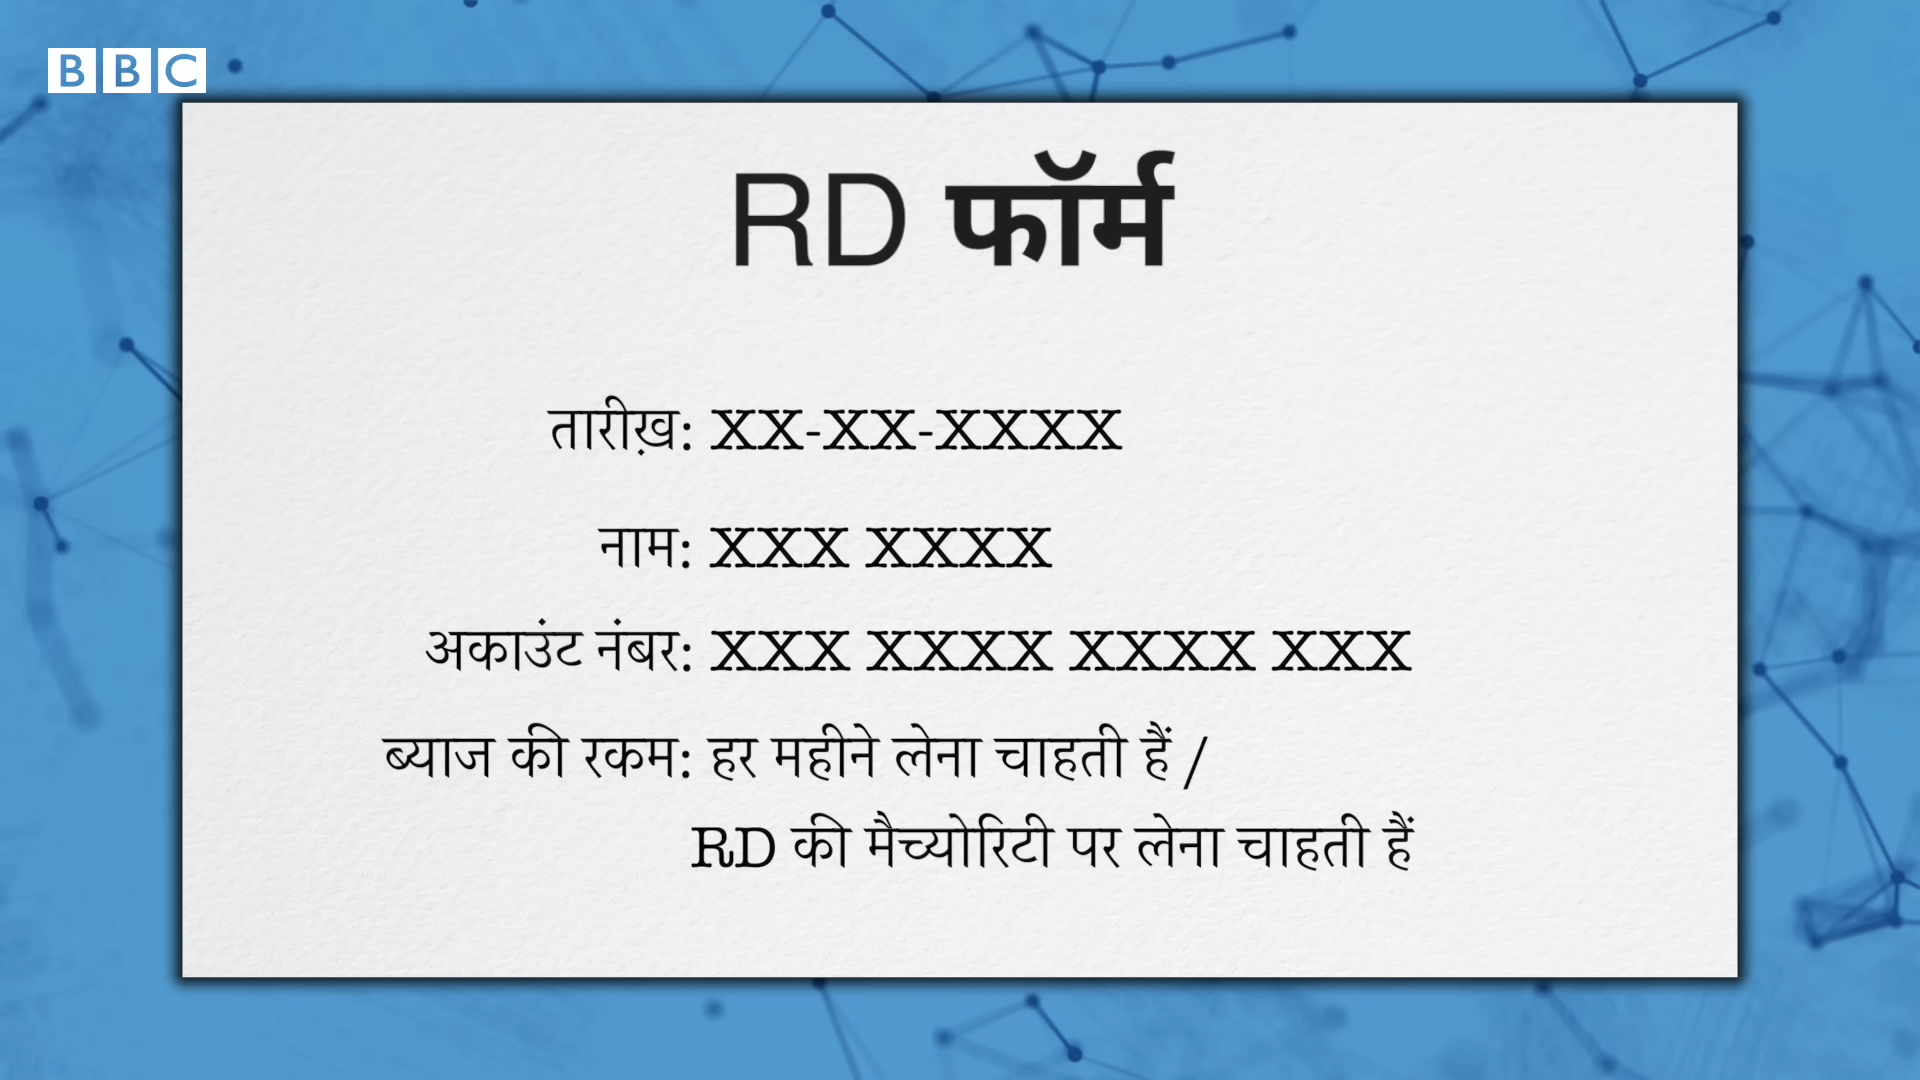 BBC
RD फॉर्म
तारीख़: XX-XX-XXXX
नाम: XXX XXXX
अकाउंट नंबर: XXX XXXX XXXX XXX
ब्याज की रकम: हर महीने लेना चाहती हैं /
RD की मैच्योरिटी पर लेना चाहती हैं